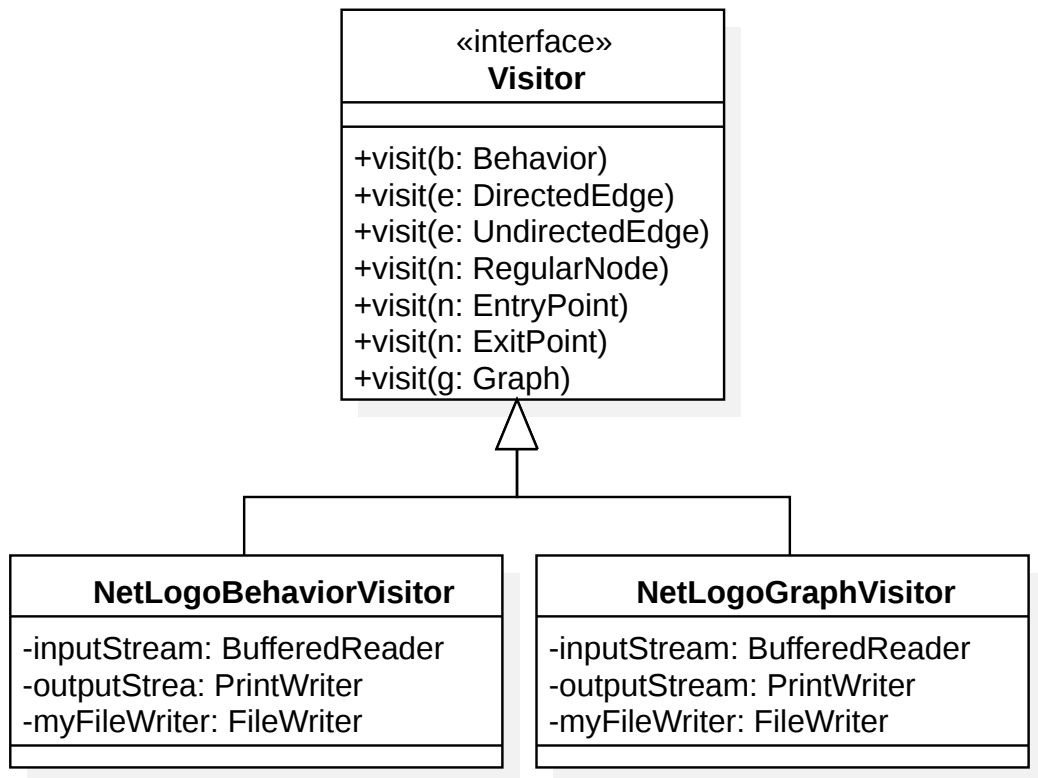 «interface»
Visitor
+visit(b: Behavior)
+visit(e: DirectedEdge)
+visit(e: UndirectedEdge)
+visit(n: RegularNode)
+visit(n: EntryPoint)
+visit(n: ExitPoint)
+visit(g: Graph)
NetLogoBehaviorVisitor
-inputStream: BufferedReader
-outputStrea: PrintWriter
-myFileWriter: FileWriter
NetLogoGraphVisitor
-inputStream: BufferedReader
-outputStream: PrintWriter
-myFileWriter: FileWriter